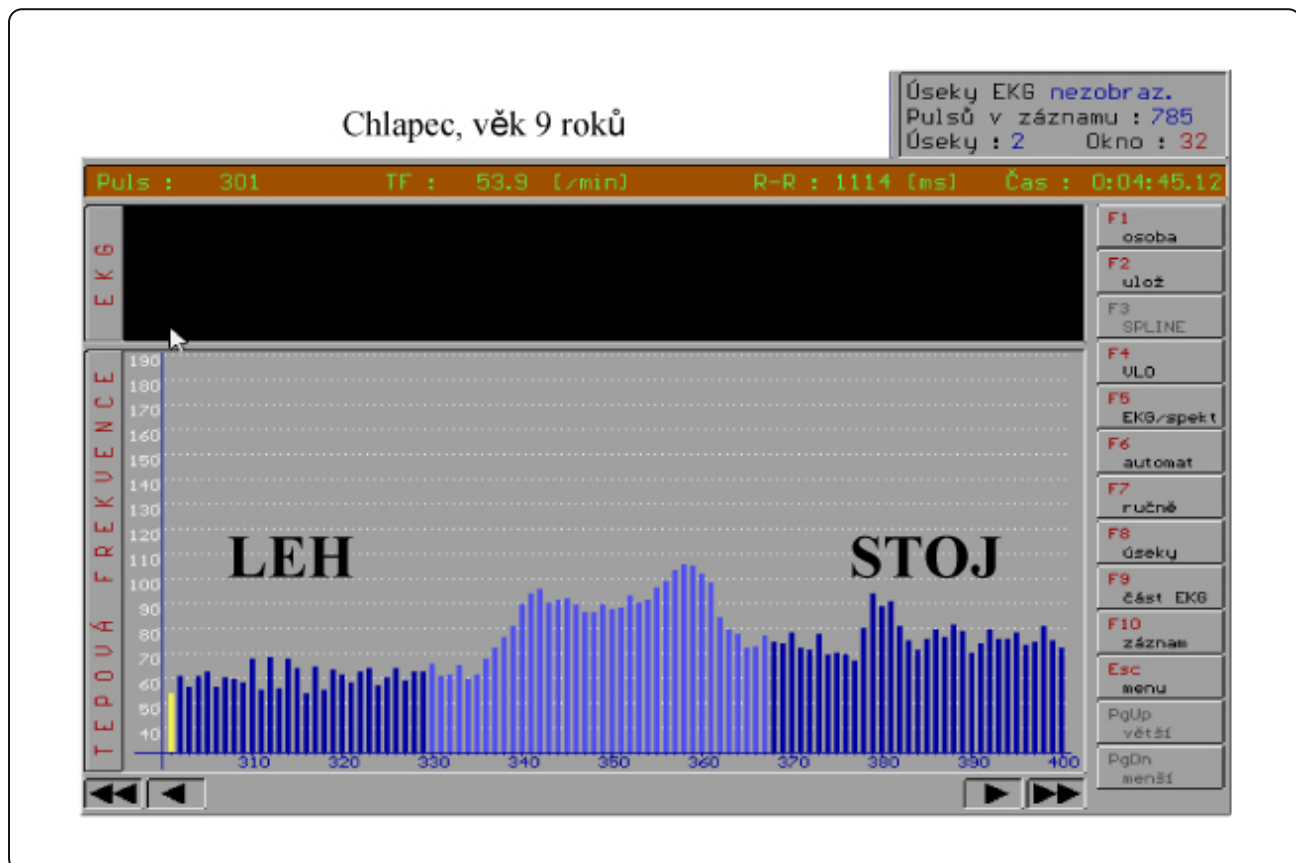 Chlapec, věk 9 roků
Úseky EKG nezobraz.
Pulsů v záznamu : 785
Úseky : 2 Okno : 32
Puls : 301 TF : 53.9 [/min] R-R : 1114 [ms] Čas : 0:04:45.12
EKG
F1
osoba
F2
ulož
F3
SPLINE
F4
VLO
F5
EKG/spekt
F6
automat
F7
ručně
F8
úseky
F9
část EKG
F10
záznam
Esc
menu
PgUp
větší
PgDn
menší
TEPOVÁ FREKVENCE
190
180
170
160
150
140
130
120
110
100
90
80
70
60
50
40
LEH
STOJ
310 320 330 340 350 360 370 380 390 400